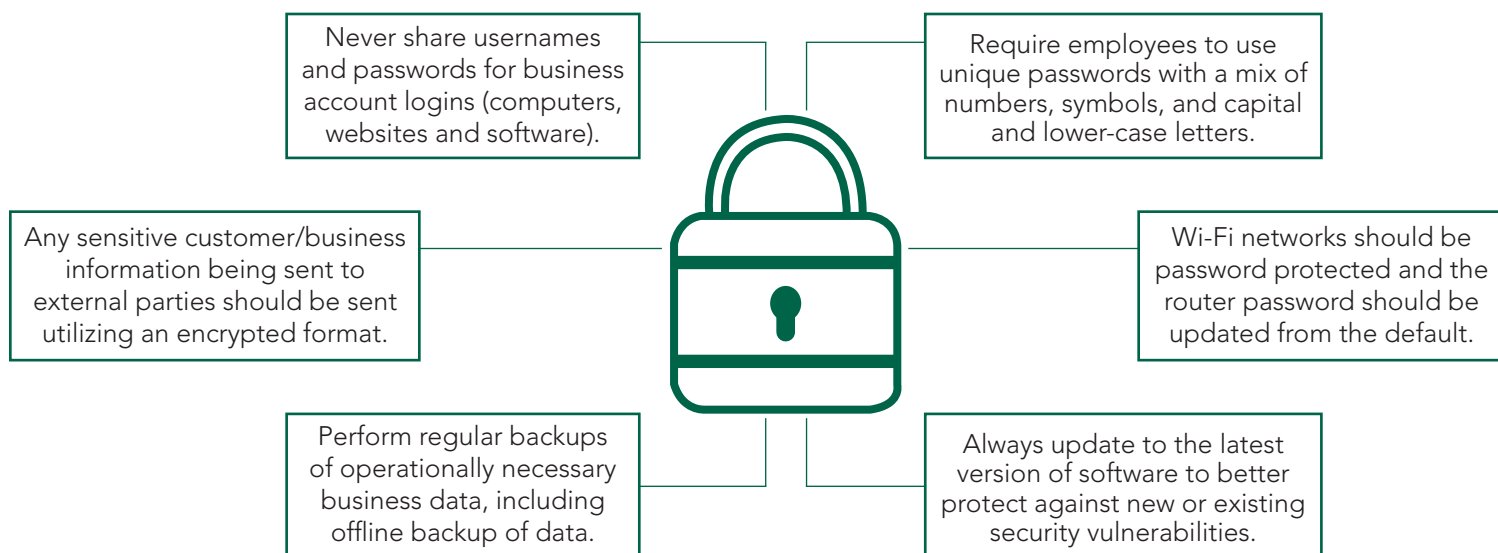 Never share usernames
and passwords for business
account logins (computers,
websites and software).
Require employees to use
unique passwords with a mix of
numbers, symbols, and capital
and lower-case letters.
Any sensitive customer/business
information being sent to
external parties should be sent
utilizing an encrypted format.
Wi-Fi networks should be
password protected and the
router password should be
updated from the default.
Perform regular backups
of operationally necessary
business data, including
offline backup of data.
Always update to the latest
version of software to better
protect against new or existing
security vulnerabilities.